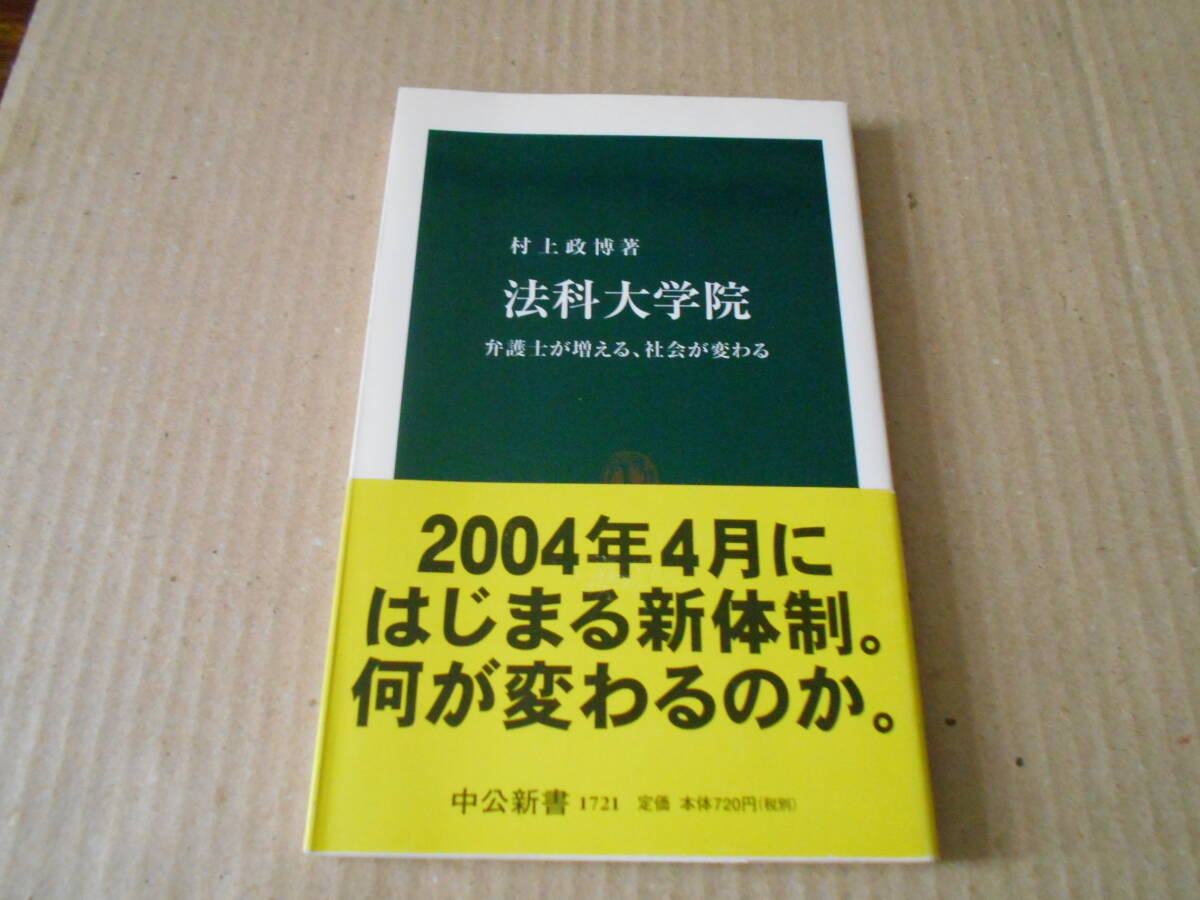 村上政博著
法科大学院
弁護士が増える、社会が変わる
2004年4月に
はじまる新体制。
何が変わるのか。
中公新書 1721 定価 本体720円(税別)